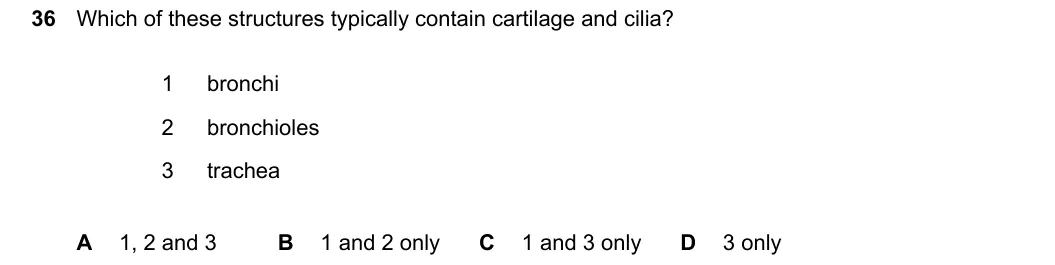 36 Which of these structures typically contain cartilage and cilia?
1 bronchi
2 bronchioles
3 trachea
A 1, 2 and 3 B 1 and 2 only C 1 and 3 only D 3 only